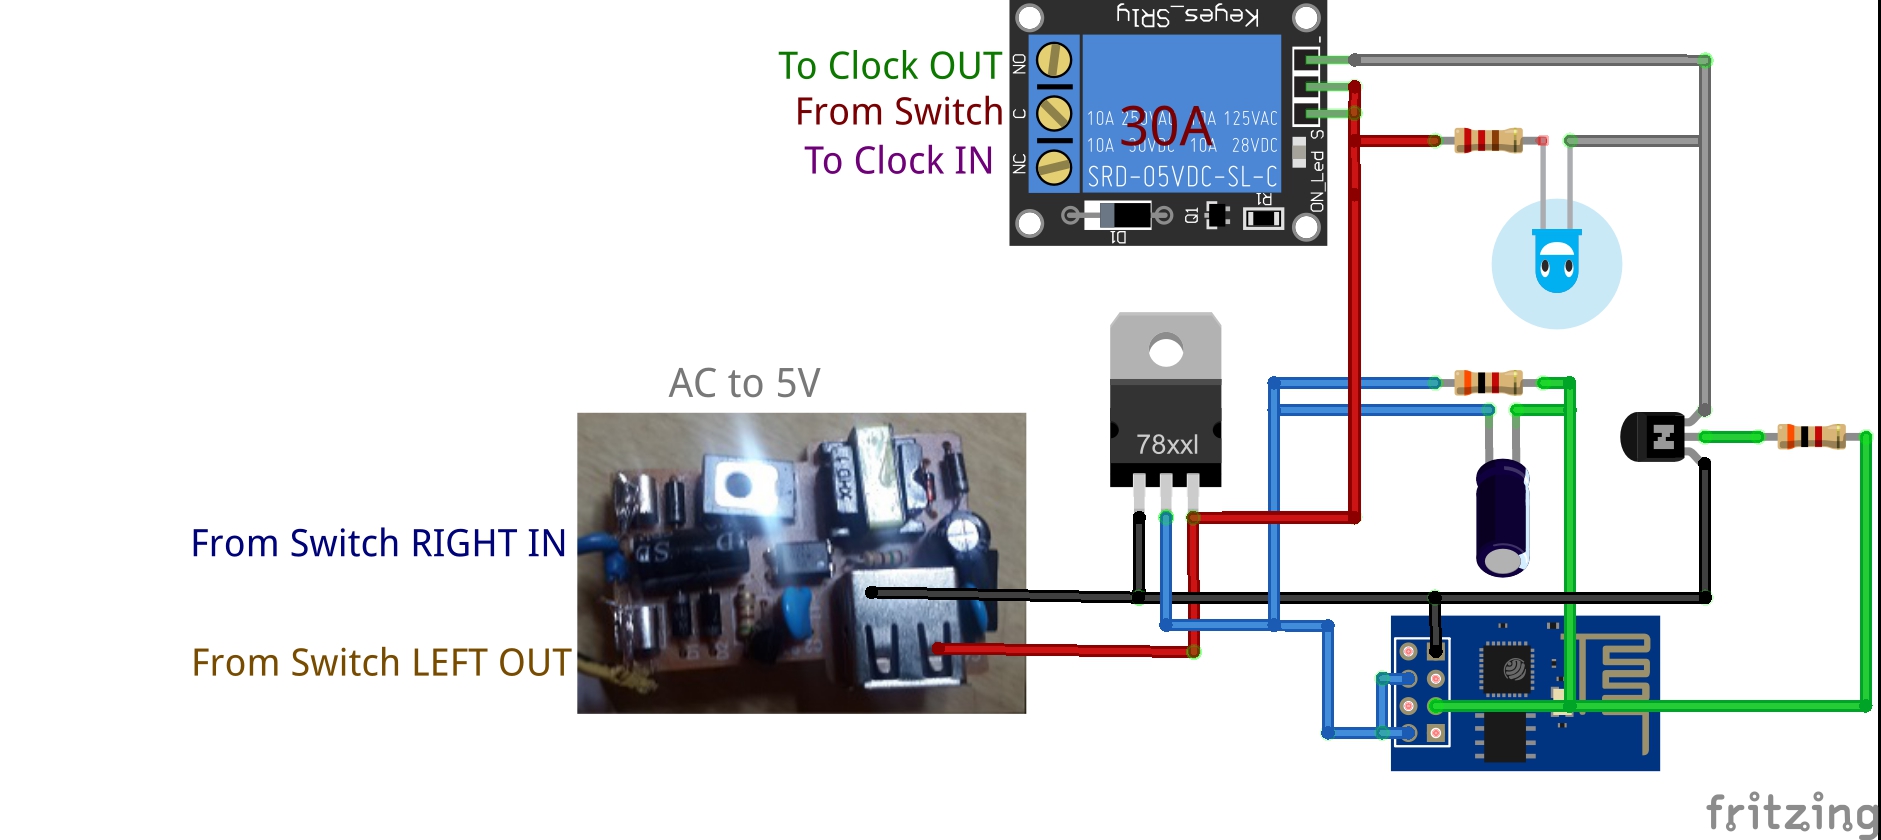 Keyes_SR1y
To Clock OUT
From Switch
To Clock IN
NO
C
NC
30A
10A 250VAC 10A 125VAC
10A 30VDC 10A 28VDC
SRD-05VDC-SL-C
-
S
ON_Led
D1
Q1
R1
AC to 5V
78xxl
N
From Switch RIGHT IN
From Switch LEFT OUT
fritzing